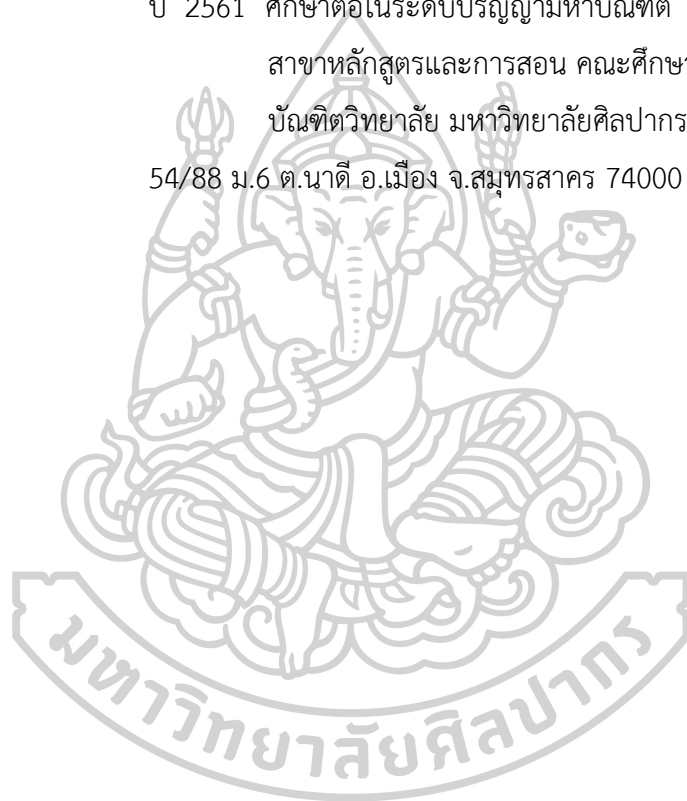 ปี 2561 ศึกษาต่อในระดับปริญญามหาบัณฑิต
สาขาหลักสูตรและการสอน คณะศึกษา
บัณฑิตวิทยาลัย มหาวิทยาลัยศิลปากร
54/88 ม.6 ต.นาดี อ.เมือง จ.สมุทรสาคร 74000
มหาวิทยาลัยศิลปากร